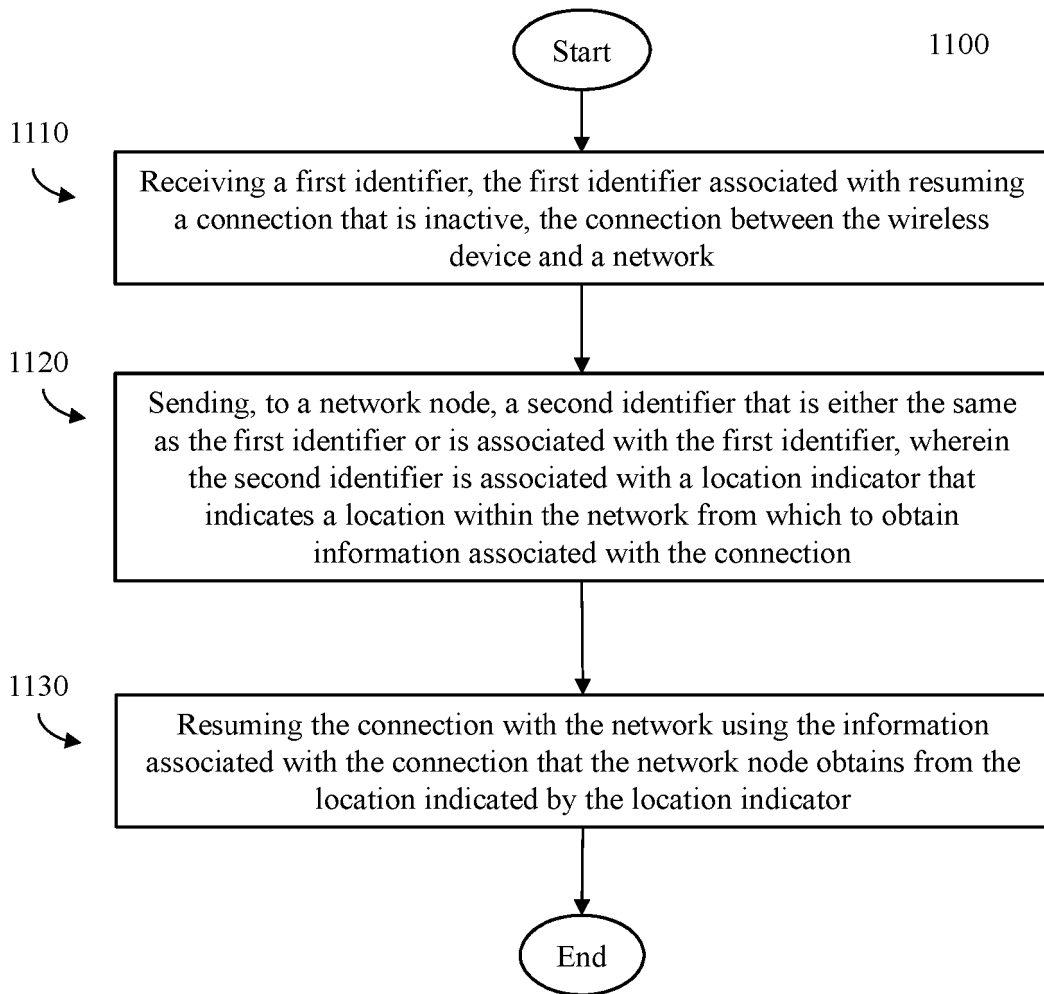 Start
1100
1110
Receiving a first identifier, the first identifier associated with resuming
a connection that is inactive, the connection between the wireless
device and a network
1120
Sending, to a network node, a second identifier that is either the same
as the first identifier or is associated with the first identifier, wherein
the second identifier is associated with a location indicator that
indicates a location within the network from which to obtain
information associated with the connection
1130
Resuming the connection with the network using the information
associated with the connection that the network node obtains from the
location indicated by the location indicator
End